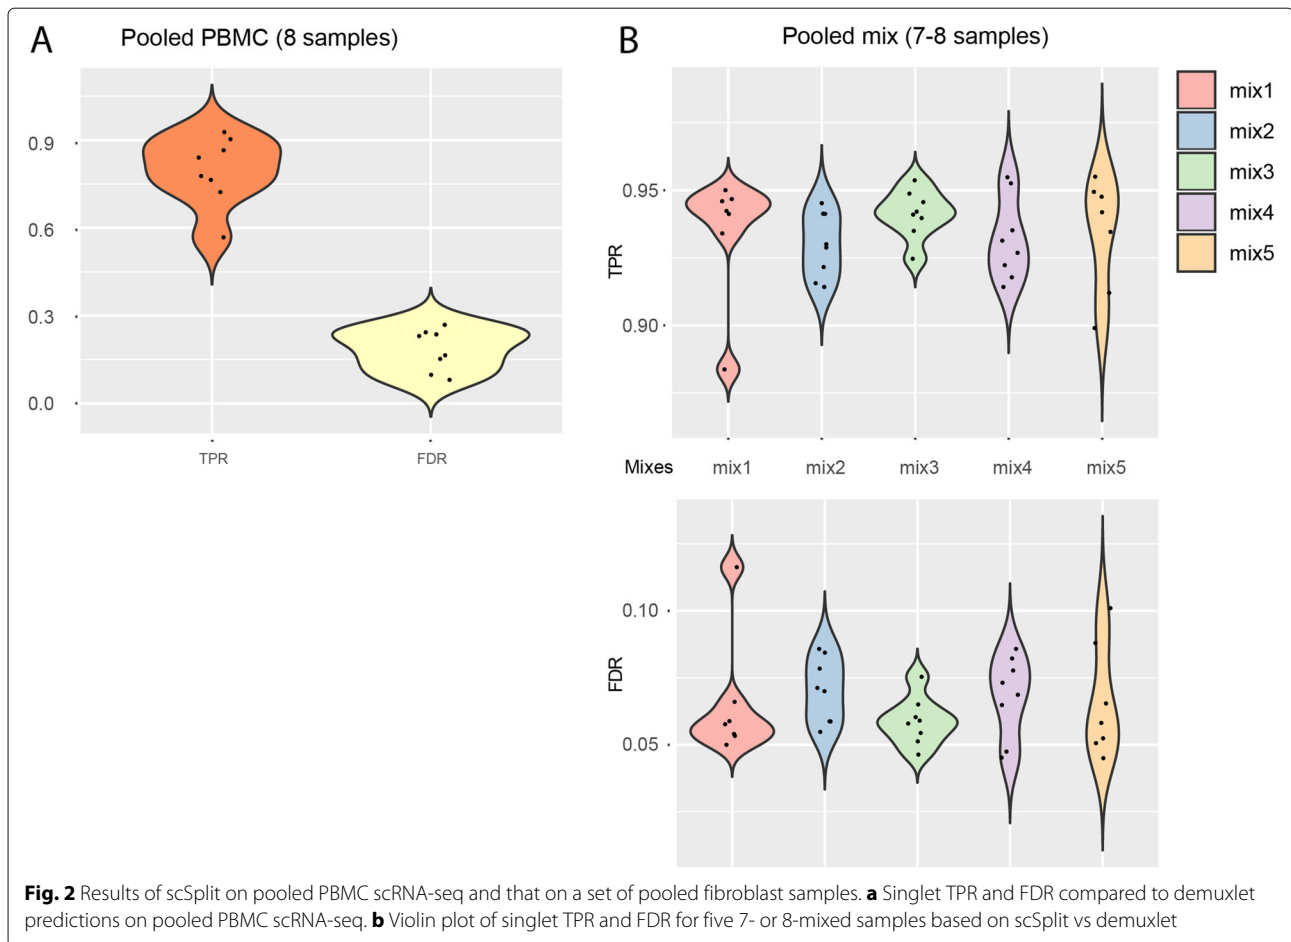 A
Pooled PBMC (8 samples)
0.9
0.6
0.3
0.0
TPR
FDR
B
Pooled mix (7-8 samples)
TPR
0.95
0.90
Mixes
mix1
mix2
mix3
mix4
mix5
FDR
0.10
0.05
mix1
mix2
mix3
mix4
mix5
Fig. 2 Results of scSplit on pooled PBMC scRNA-seq and that on a set of pooled fibroblast samples. a Singlet TPR and FDR compared to demuxlet
predictions on pooled PBMC scRNA-seq. b Violin plot of singlet TPR and FDR for five 7- or 8-mixed samples based on scSplit vs demuxlet